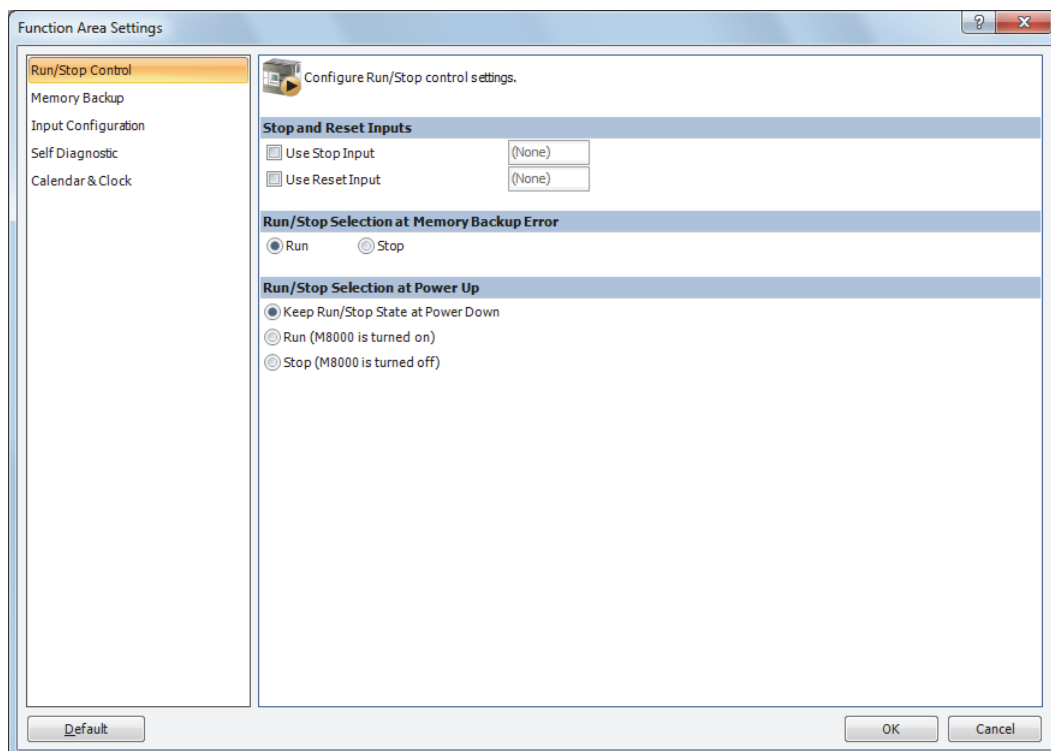 Function Area Settings
?
Run/Stop Control
Memory Backup
Input Configuration
Self Diagnostic
Calendar & Clock
Configure Run/Stop control settings.
Stop and Reset Inputs
Use Stop Input (None)
Use Reset Input (None)
Run/Stop Selection at Memory Backup Error
Run Stop
Run/Stop Selection at Power Up
Keep Run/Stop State at Power Down
Run (M8000 is turned on)
Stop (M8000 is turned off)
Default OK Cancel